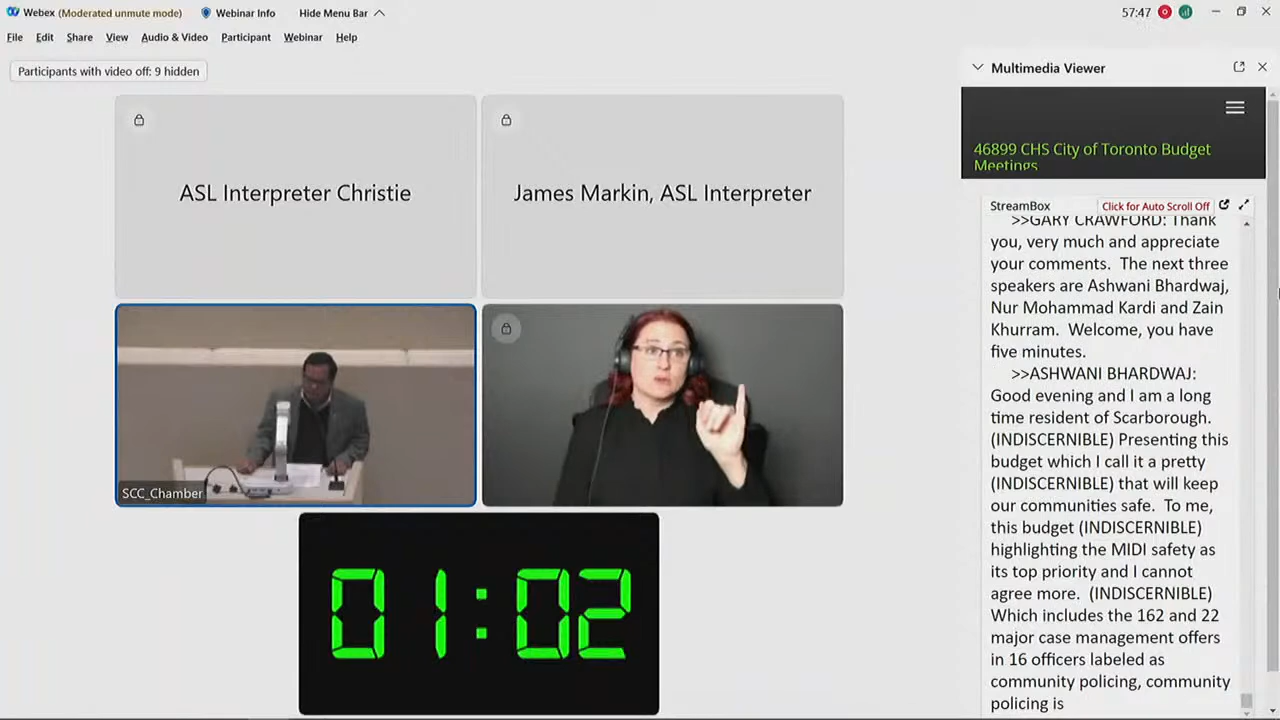 Webex (Moderated unmute mode) Webinar Info Hide Menu Bar 57:47
File Edit Share View Audio & Video Participant Webinar Help
Participants with video off: 9 hidden
ASL Interpreter Christie
James Markin, ASL Interpreter
SCC_Chamber
01:02
Multimedia Viewer
46899 CHS City of Toronto Budget
Meetings
StreamBox Click for Auto Scroll Off
>>GARY CRAWFORD: Thank
you, very much and appreciate
your comments. The next three
speakers are Ashwani Bhardwaj,
Nur Mohammad Kardi and Zain
Khurram. Welcome, you have
five minutes.
>>ASHWANI BHARDWAJ:
Good evening and I am a long
time resident of Scarborough.
(INDISCERNIBLE) Presenting this
budget which I call it a pretty
(INDISCERNIBLE) that will keep
our communities safe. To me,
this budget (INDISCERNIBLE)
highlighting the MIDI safety as
its top priority and I cannot
agree more. (INDISCERNIBLE)
Which includes the 162 and 22
major case management offers
in 16 officers labeled as
community policing, community
policing is